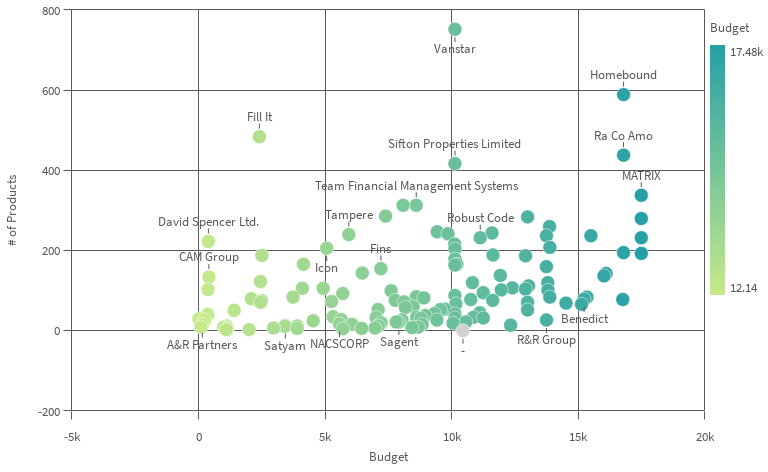 800
600
400
200
0
-200
-5k
0
5k
10k
15k
20k
Budget
# of Products
Vanstar
Homebound
Fill It
Ra Co Amo
Sifton Properties Limited
MATRIX
Team Financial Management Systems
David Spencer Ltd.
Tampere
Robust Code
CAM Group
Fins
Icon
Benedict
A&R Partners
Satyam
NACSCORP
Sagent
R&R Group
-
Budget
17.48k
12.14